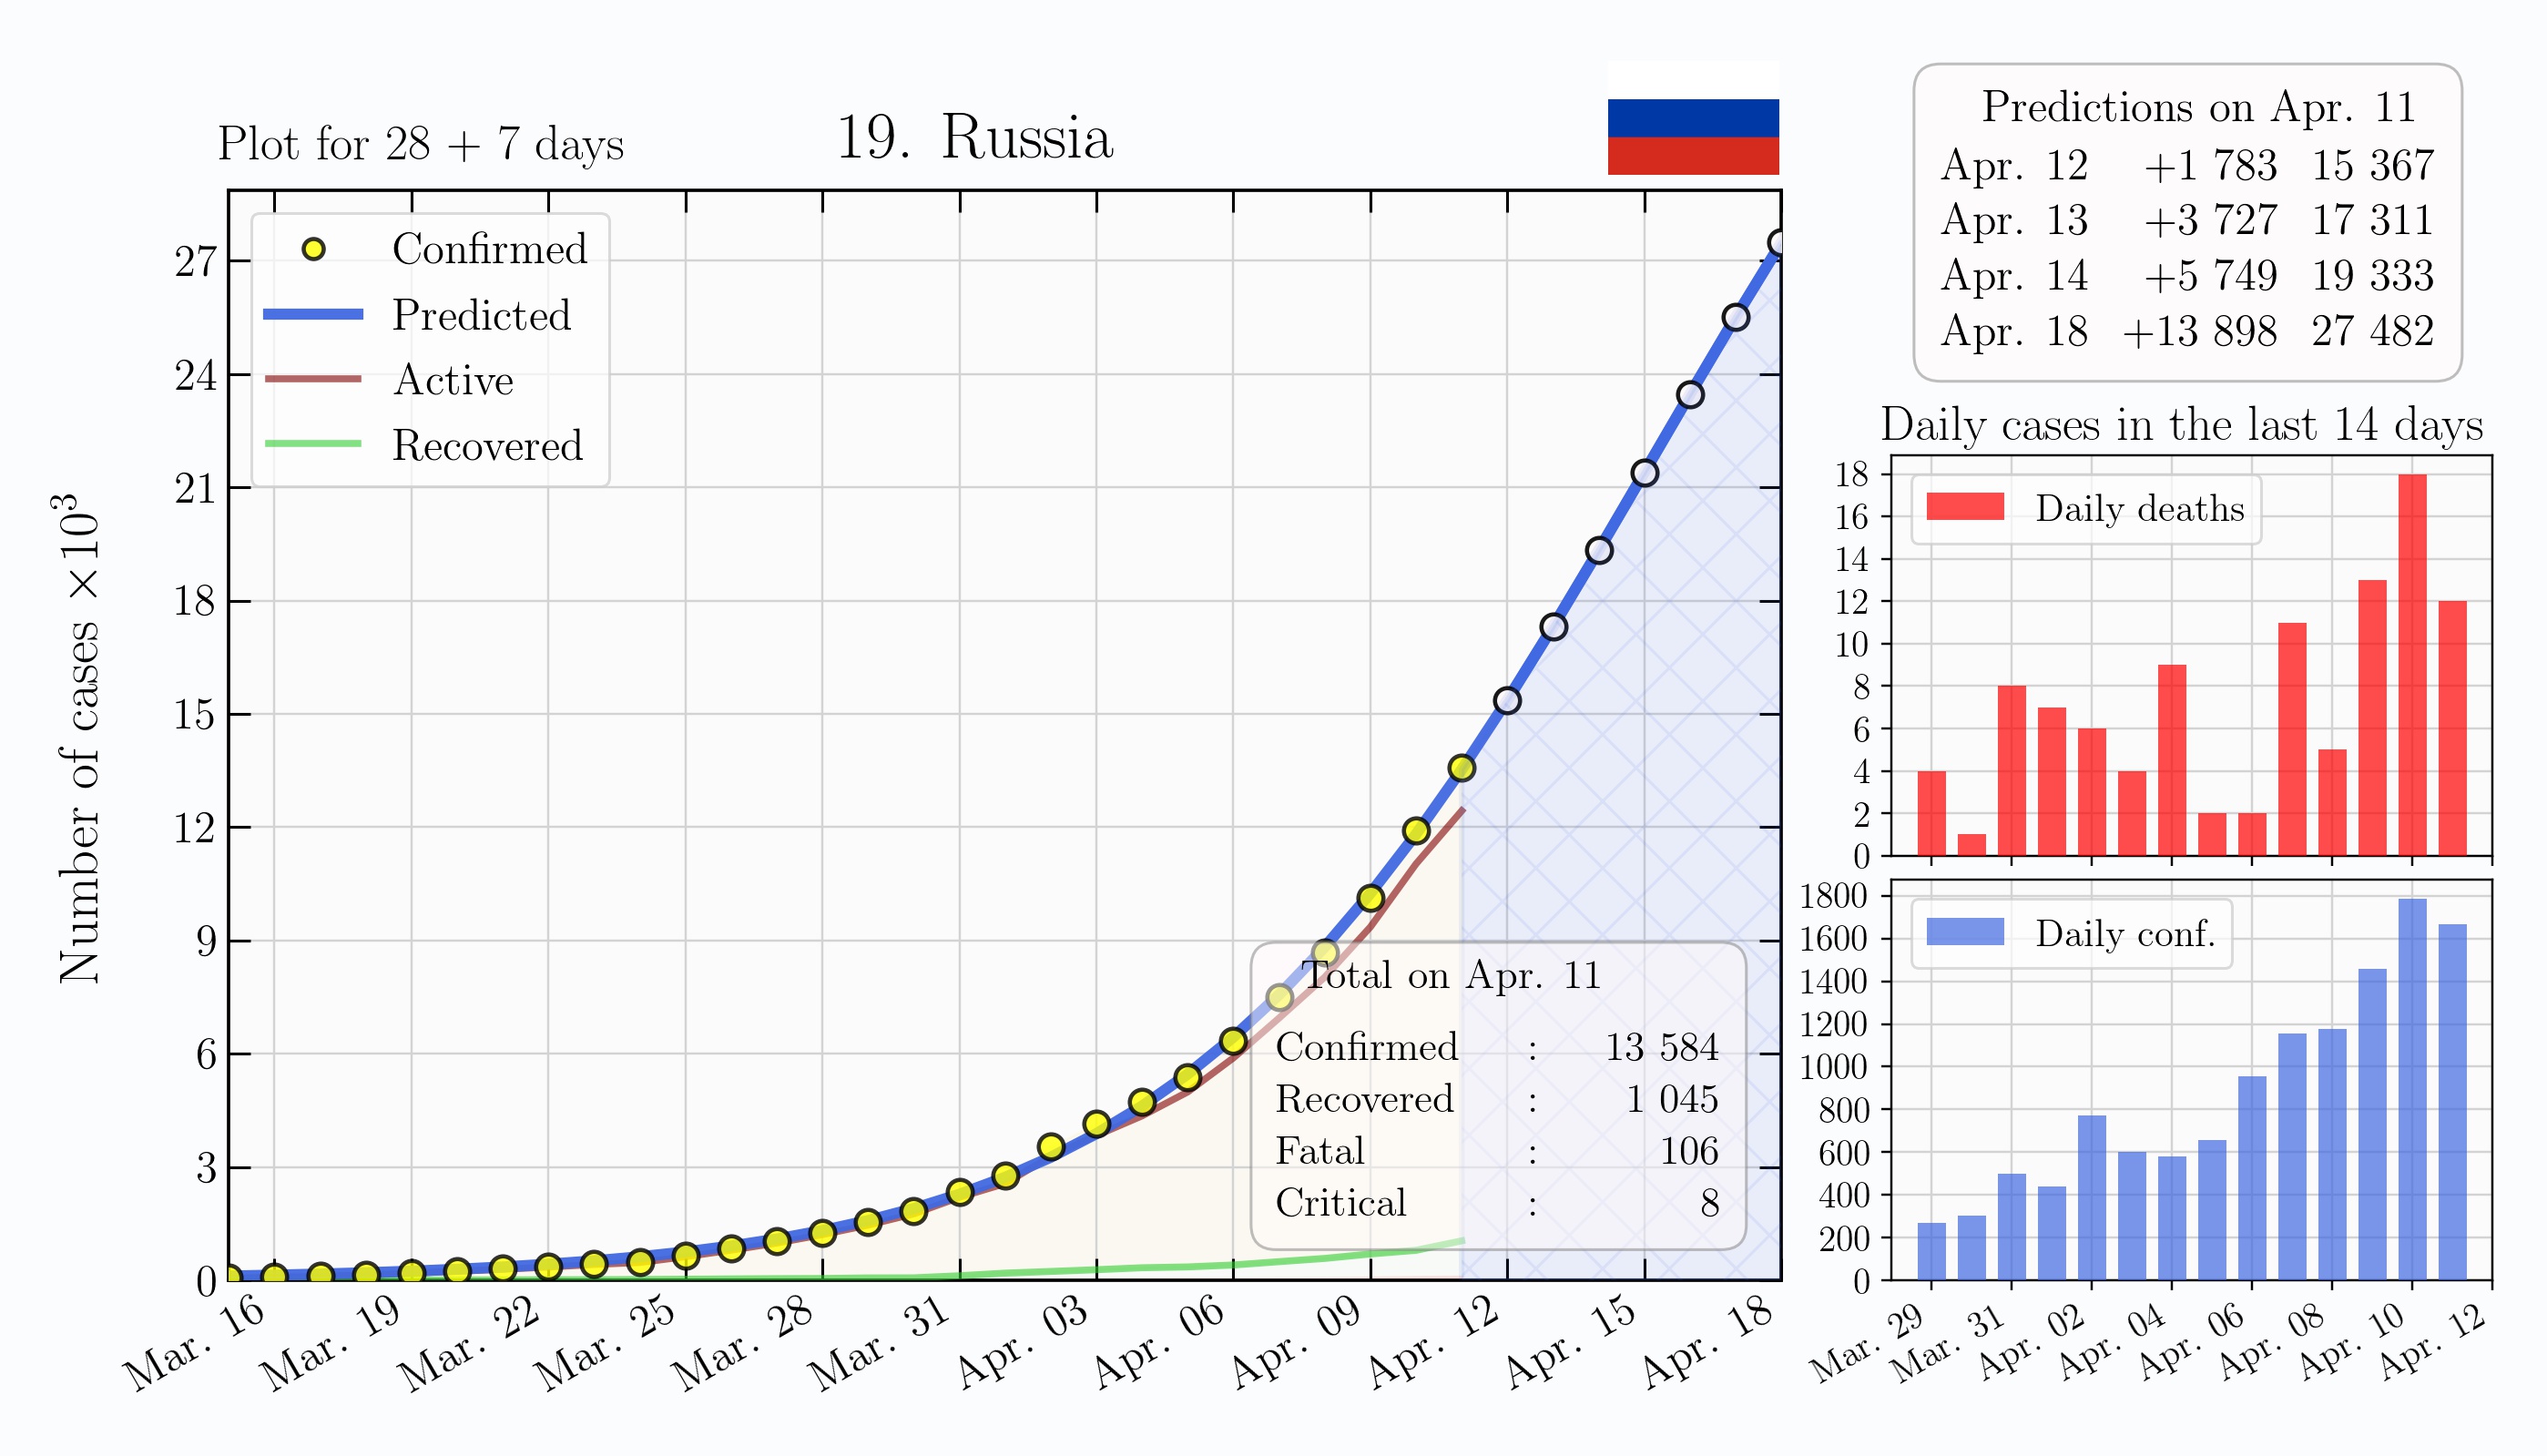 Plot for 28 + 7 days
19. Russia
Confirmed
Predicted
Active
Recovered
Number of cases ×10³
27
24
21
18
15
12
9
6
3
0
Mar. 16
Mar. 19
Mar. 22
Mar. 25
Mar. 28
Mar. 31
Apr. 03
Apr. 06
Apr. 09
Apr. 12
Apr. 15
Apr. 18
Total on Apr. 11
Confirmed : 13 584
Recovered : 1 045
Fatal : 106
Critical : 8
Predictions on Apr. 11
Apr. 12 +1 783 15 367
Apr. 13 +3 727 17 311
Apr. 14 +5 749 19 333
Apr. 18 +13 898 27 482
Daily cases in the last 14 days
Daily deaths
18
16
14
12
10
8
6
4
2
0
Daily conf.
1800
1600
1400
1200
1000
800
600
400
200
0
Mar. 29
Mar. 31
Apr. 02
Apr. 04
Apr. 06
Apr. 08
Apr. 10
Apr. 12